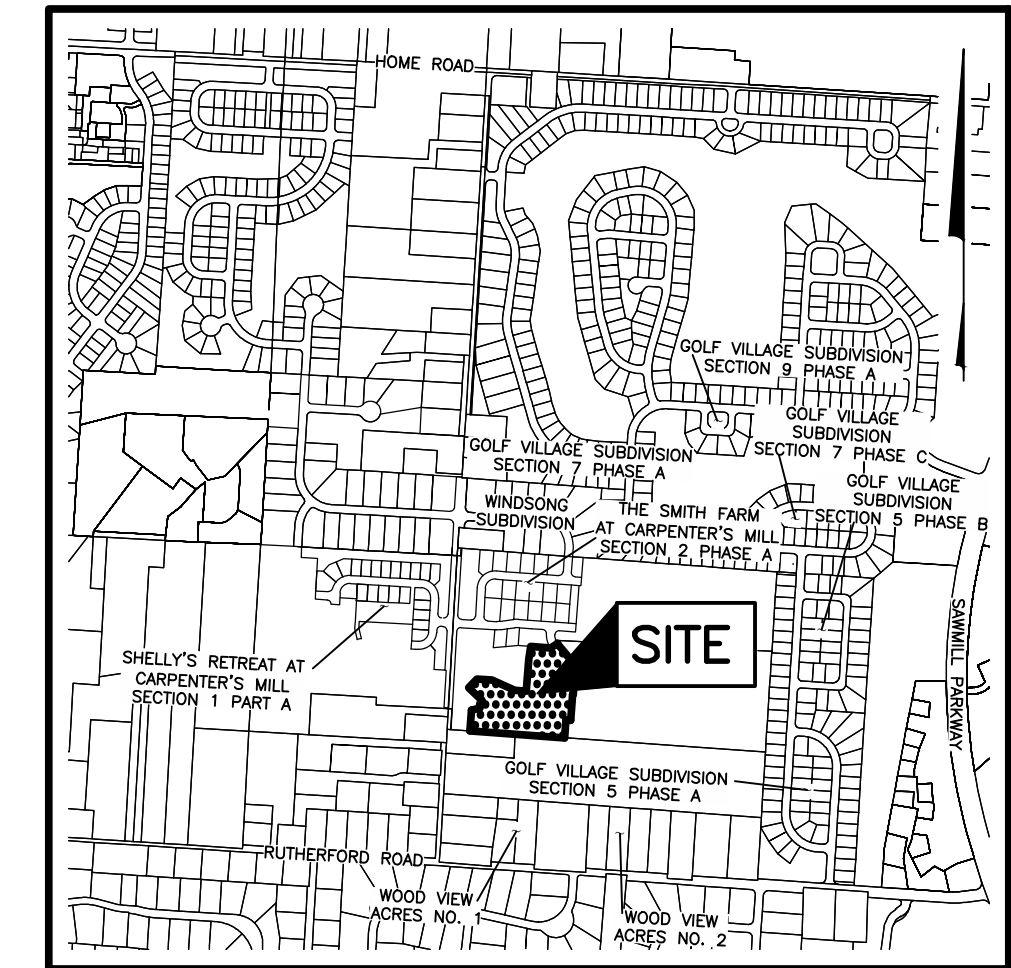 HOME ROAD
GOLF VILLAGE SUBDIVISION
SECTION 9 PHASE A
GOLF VILLAGE
SUBDIVISION
SECTION 7 PHASE C
GOLF VILLAGE SUBDIVISION
SECTION 7 PHASE A
GOLF VILLAGE
SUBDIVISION
SECTION 5 PHASE B
WINDSONG
SUBDIVISION
THE SMITH FARM
AT CARPENTER'S MILL
SECTION 2 PHASE A
SAWMILL PARKWAY
SITE
SHELLY'S RETREAT AT
CARPENTER'S MILL
SECTION 1 PART A
GOLF VILLAGE SUBDIVISION
SECTION 5 PHASE A
RUTHERFORD ROAD
WOOD VIEW
ACRES NO. 1
WOOD VIEW
ACRES NO. 2